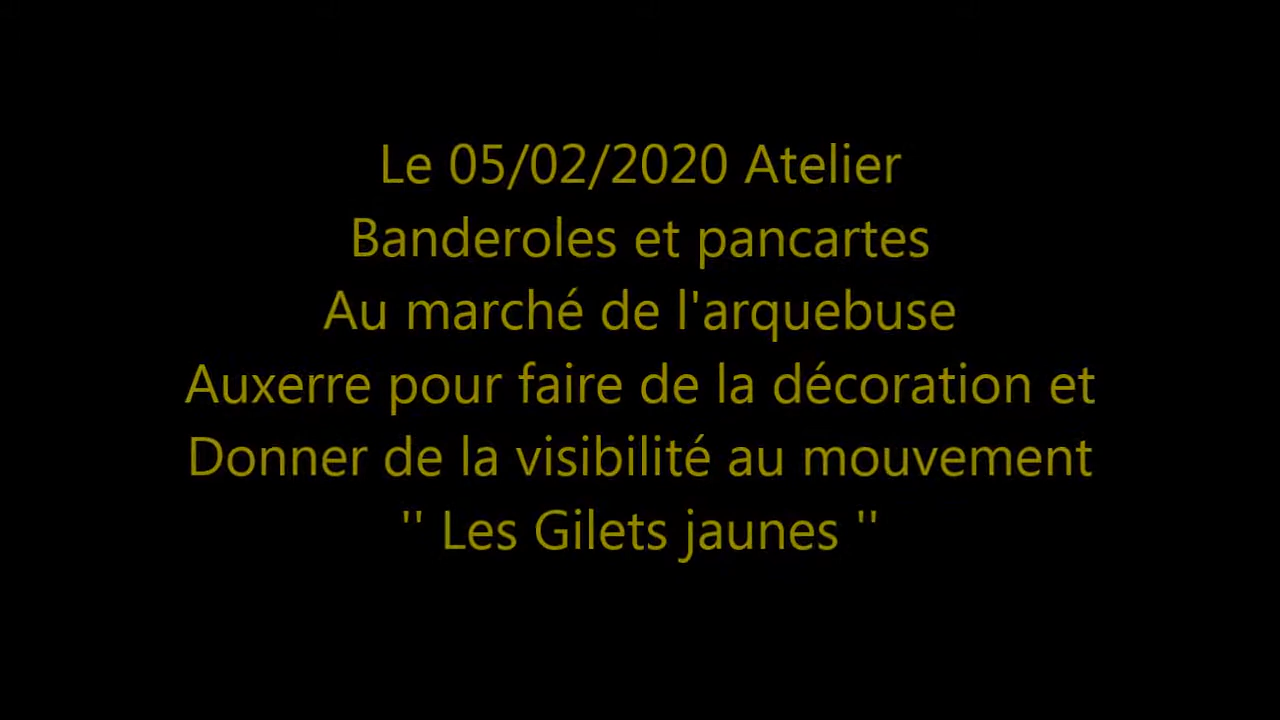 Le 05/02/2020 Atelier
Banderoles et pancartes
Au marché de l'arquebuse
Auxerre pour faire de la décoration et
Donner de la visibilité au mouvement
'' Les Gilets jaunes ''